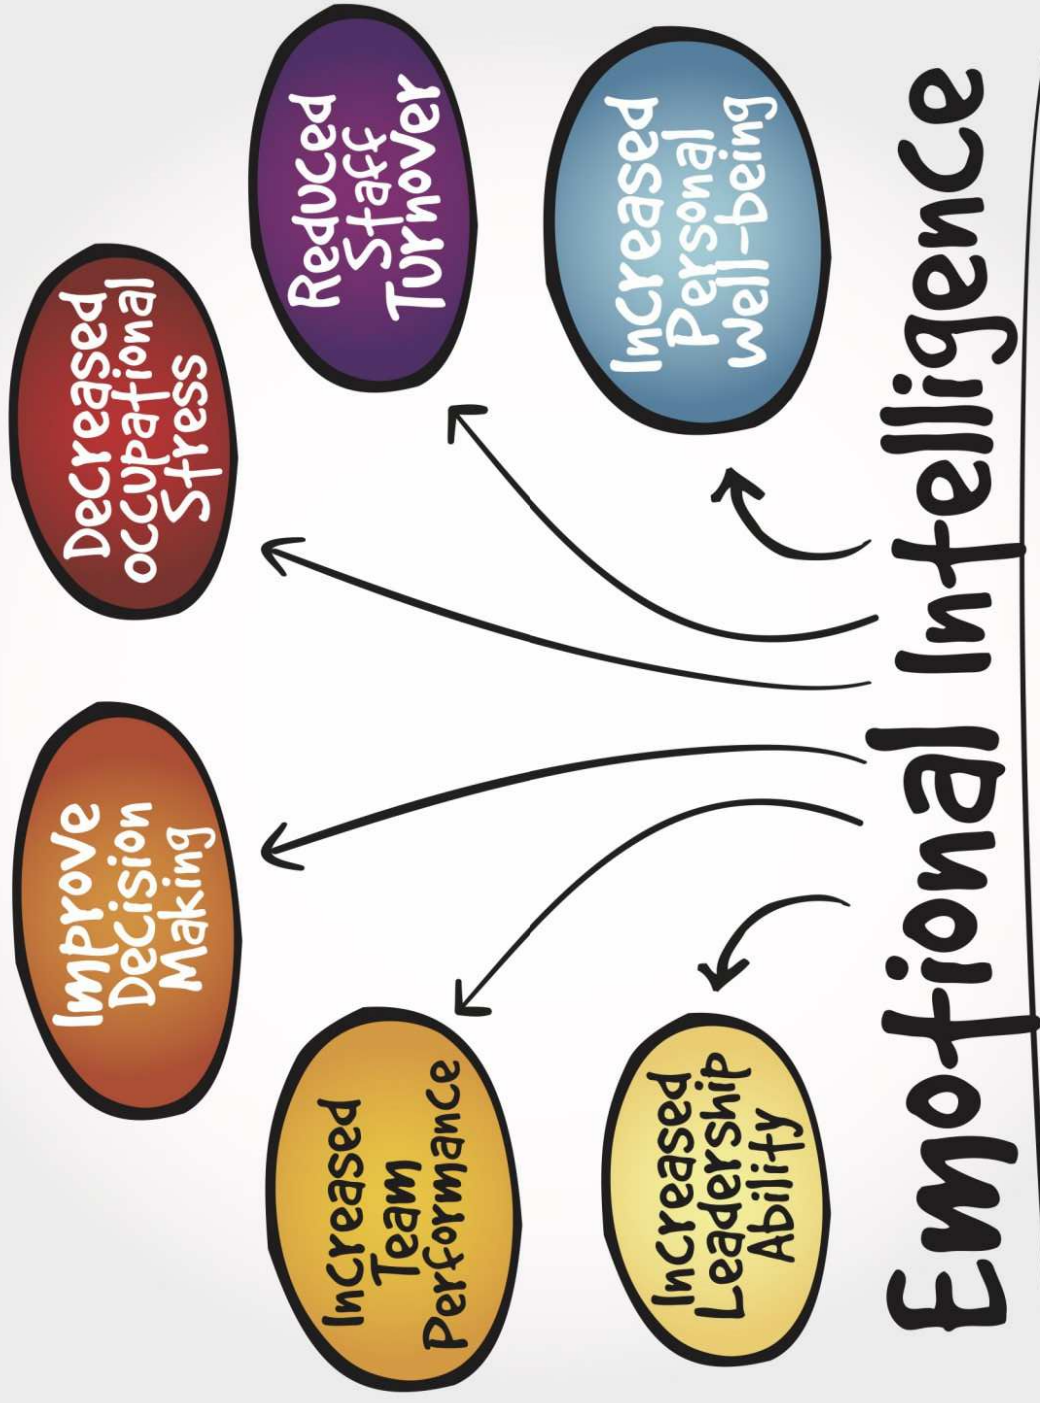 Increased
Leadership
Ability
Increased
Team
Performance
Improve
Decision
Making
Decreased
occupational
Stress
Reduced
Staff
Turnover
Increased
Personal
Well-being
Emotional Intelligence